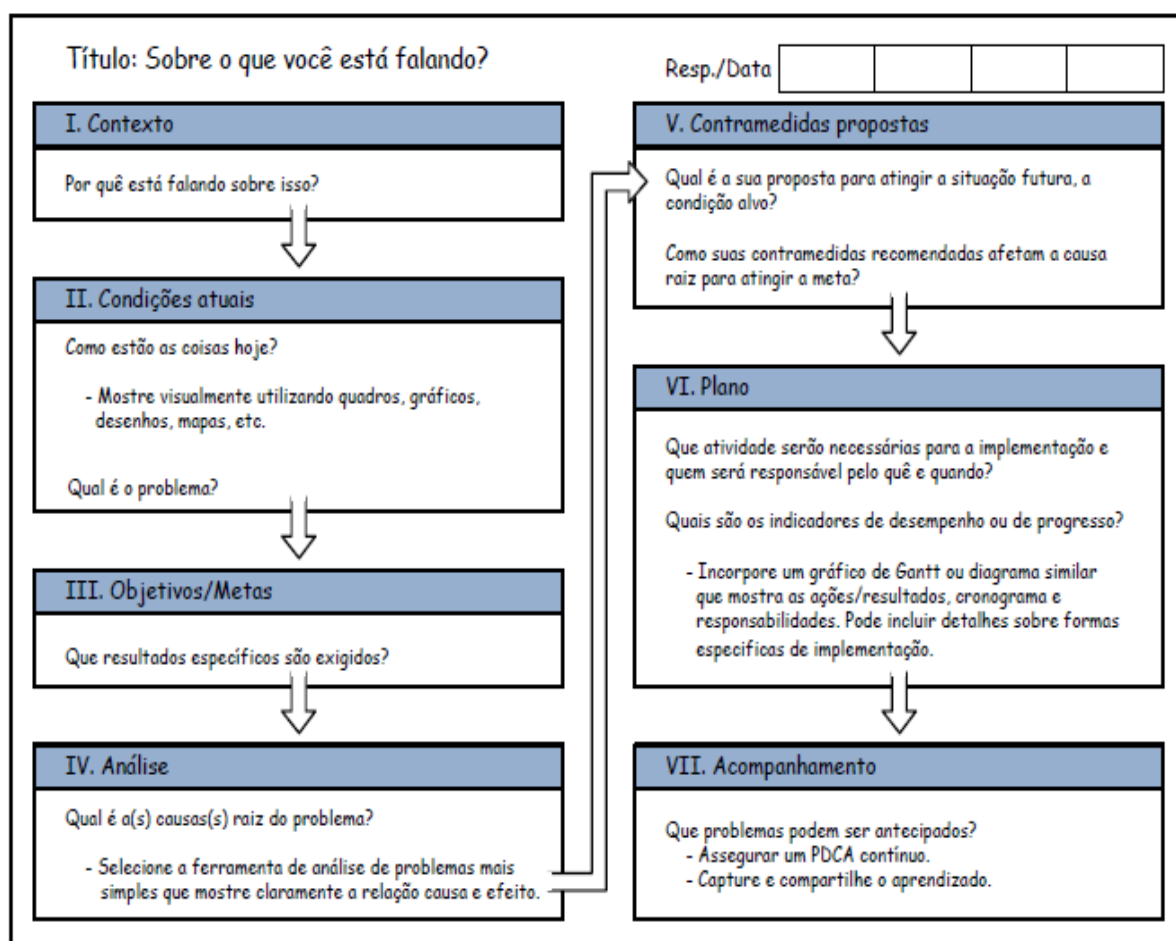 Título: Sobre o que você está falando?
Resp./Data
I. Contexto
Por quê está falando sobre isso?
II. Condições atuais
Como estão as coisas hoje?
- Mostre visualmente utilizando quadros, gráficos,
desenhos, mapas, etc.
Qual é o problema?
III. Objetivos/Metas
Que resultados específicos são exigidos?
IV. Análise
Qual é a(s) causas(s) raiz do problema?
- Selecione a ferramenta de análise de problemas mais
simples que mostre claramente a relação causa e efeito.
V. Contramedidas propostas
Qual é a sua proposta para atingir a situação futura, a
condição alvo?
Como suas contramedidas recomendadas afetam a causa
raiz para atingir a meta?
VI. Plano
Que atividade serão necessárias para a implementação e
quem será responsável pelo quê e quando?
Quais são os indicadores de desempenho ou de progresso?
- Incorpore um gráfico de Gantt ou diagrama similar
que mostra as ações/resultados, cronograma e
responsabilidades. Pode incluir detalhes sobre formas
especificas de implementação.
VII. Acompanhamento
Que problemas podem ser antecipados?
- Assegurar um PDCA contínuo.
- Capture e compartilhe o aprendizado.